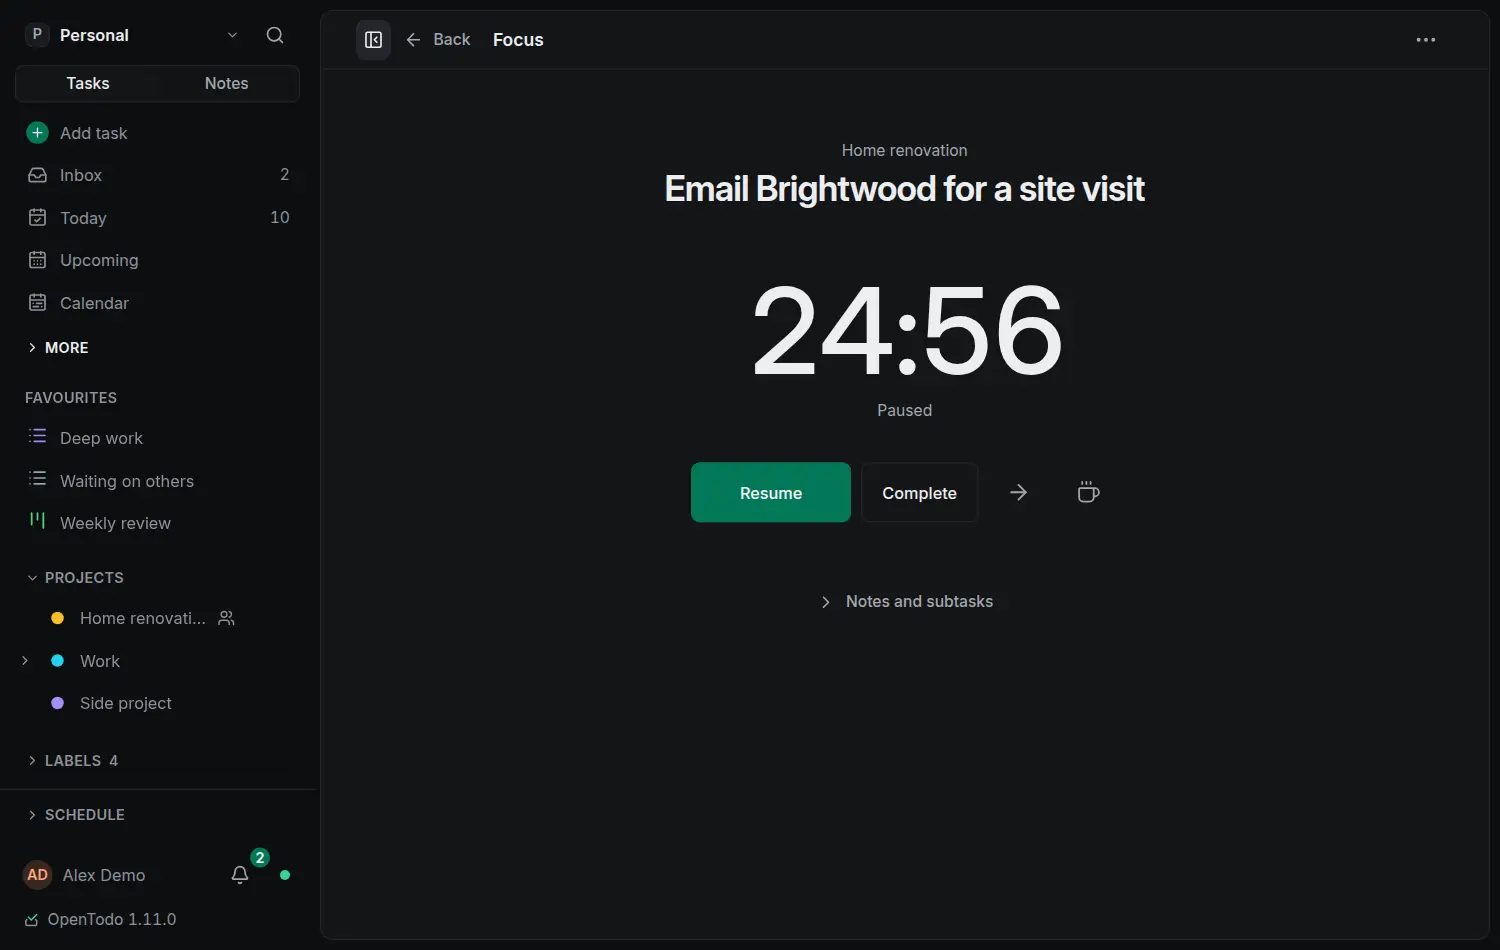 P Personal
Tasks Notes
Add task
Inbox 2
Today 10
Upcoming
Calendar
MORE
FAVOURITES
Deep work
Waiting on others
Weekly review
PROJECTS
Home renovati...
Work
Side project
LABELS 4
SCHEDULE
AD Alex Demo 2
OpenTodo 1.11.0
Back Focus
Home renovation
Email Brightwood for a site visit
24:56
Paused
Resume Complete
Notes and subtasks